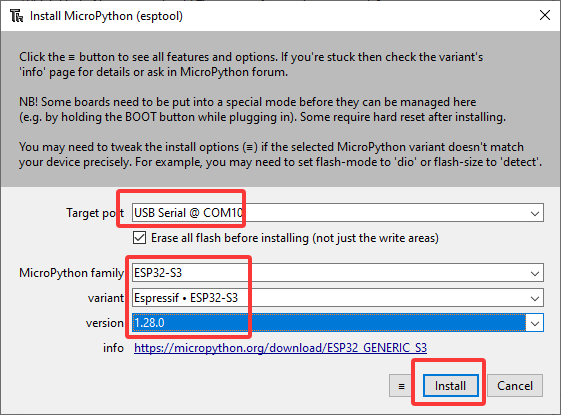 Install MicroPython (esptool)
Click the ≡ button to see all features and options. If you're stuck then check the variant's
'info' page for details or ask in MicroPython forum.
NB! Some boards need to be put into a special mode before they can be managed here
(e.g. by holding the BOOT button while plugging in). Some require hard reset after installing.
You may need to tweak the install options (≡) if the selected MicroPython variant doesn't match
your device precisely. For example, you may need to set flash-mode to 'dio' or flash-size to 'detect'.
Target port USB Serial @ COM10
Erase all flash before installing (not just the write areas)
MicroPython family ESP32-S3
variant Espressif • ESP32-S3
version 1.28.0
info https://micropython.org/download/ESP32_GENERIC_S3
≡ Install Cancel